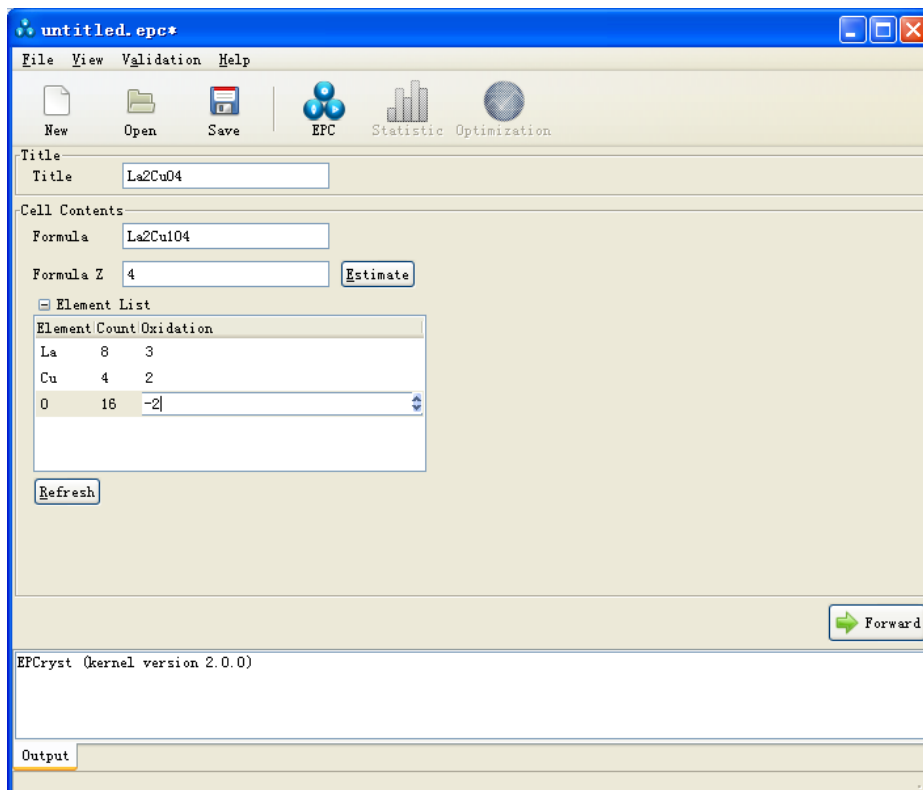 untitled.epc*
File View Validation Help
New Open Save EPC Statistic Optimization
Title
Title La2CuO4
Cell Contents
Formula La2Cu1O4
Formula Z 4 Estimate
Element List
Element Count Oxidation
La 8 3
Cu 4 2
O 16 -2
Refresh
Forward
EPCryst (kernel version 2.0.0)
Output